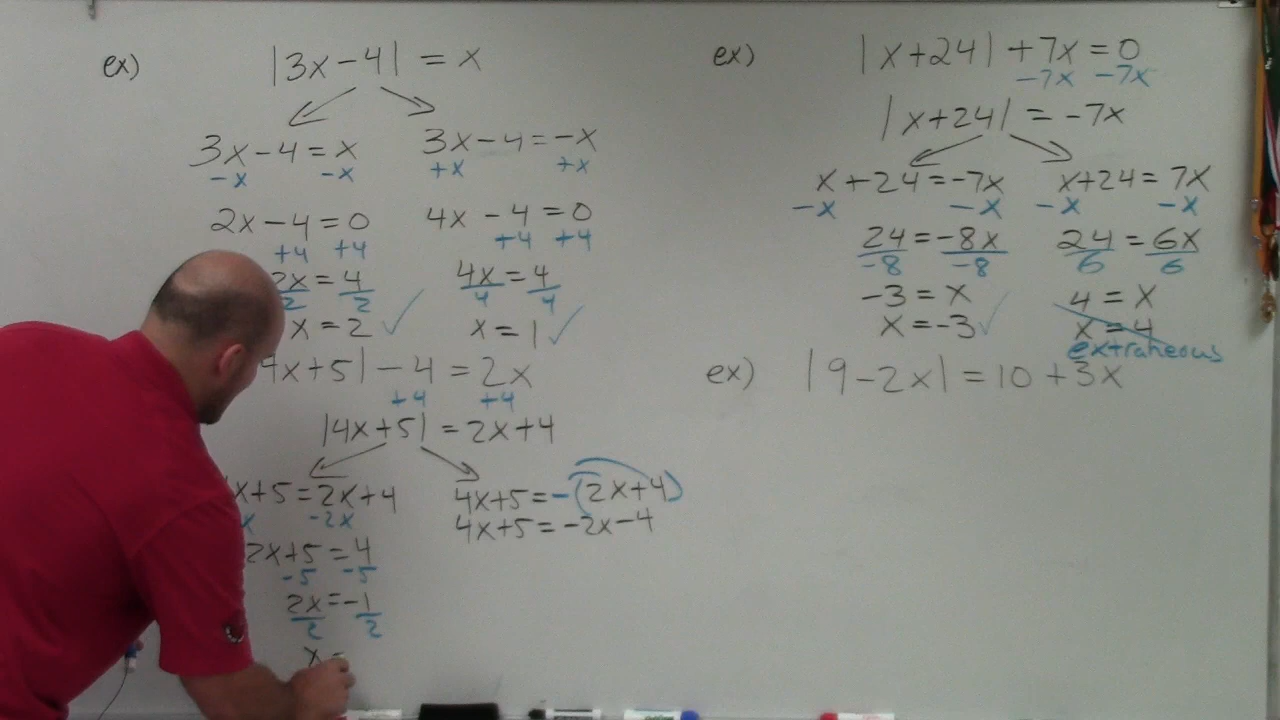 ex) |3x-4| = x
3x-4=x 3x-4=-x
-x -x +x +x
2x-4=0 4x-4=0
+4 +4 +4 +4
2x=4 4x=4
2 2 4 4
x=2 ✓ x=1 ✓
4x+5|-4=2x
+4 +4
|4x+5|=2x+4
x+5=2x+4 4x+5=-(2x+4)
x -2x 4x+5=-2x-4
2x+5=4
-5 -5
2x=-1
2 2
x=
ex) |x+24|+7x=0
-7x -7x
|x+24|=-7x
x+24=-7x x+24=7x
-x -x -x -x
24=-8x 24=6x
-8 -8 6 6
-3=x 4=x
x=-3 ✓ x=4
extraneous
ex) |9-2x|=10+3x